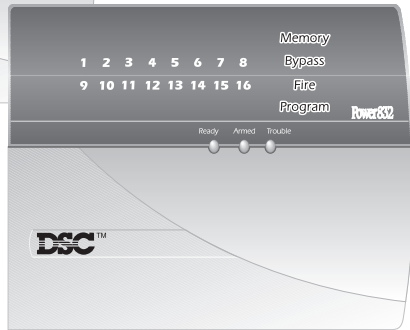 Memory
1 2 3 4 5 6 7 8 Bypass
9 10 11 12 13 14 15 16 Fire
Program Power832
Ready Armed Trouble
DSC™